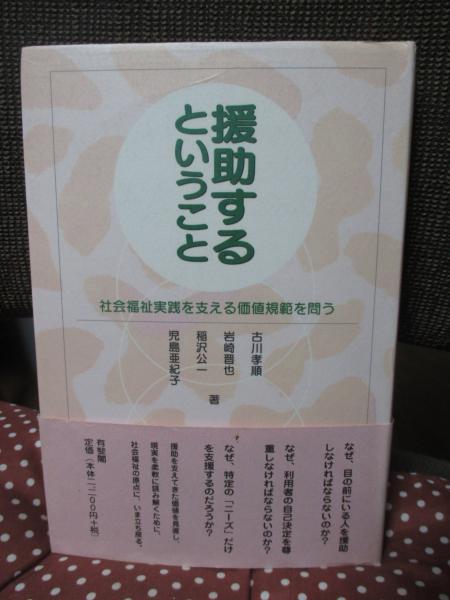 援助する
ということ
社会福祉実践を支える価値規範を問う
古川孝順
岩崎晋也
稲沢公一
児島亜紀子
著
なぜ、目の前にいる人を援助
しなければならないのか?
なぜ、利用者の自己決定を尊
重しなければならないのか?
なぜ、特定の「ニーズ」だけ
を支援するのだろうか?
援助を支えてきた価値を見直し、
現実を柔軟に読み解くために、
社会福祉の原点に、いま立ち戻る。
有斐閣
定価(本体一二〇〇円+税)